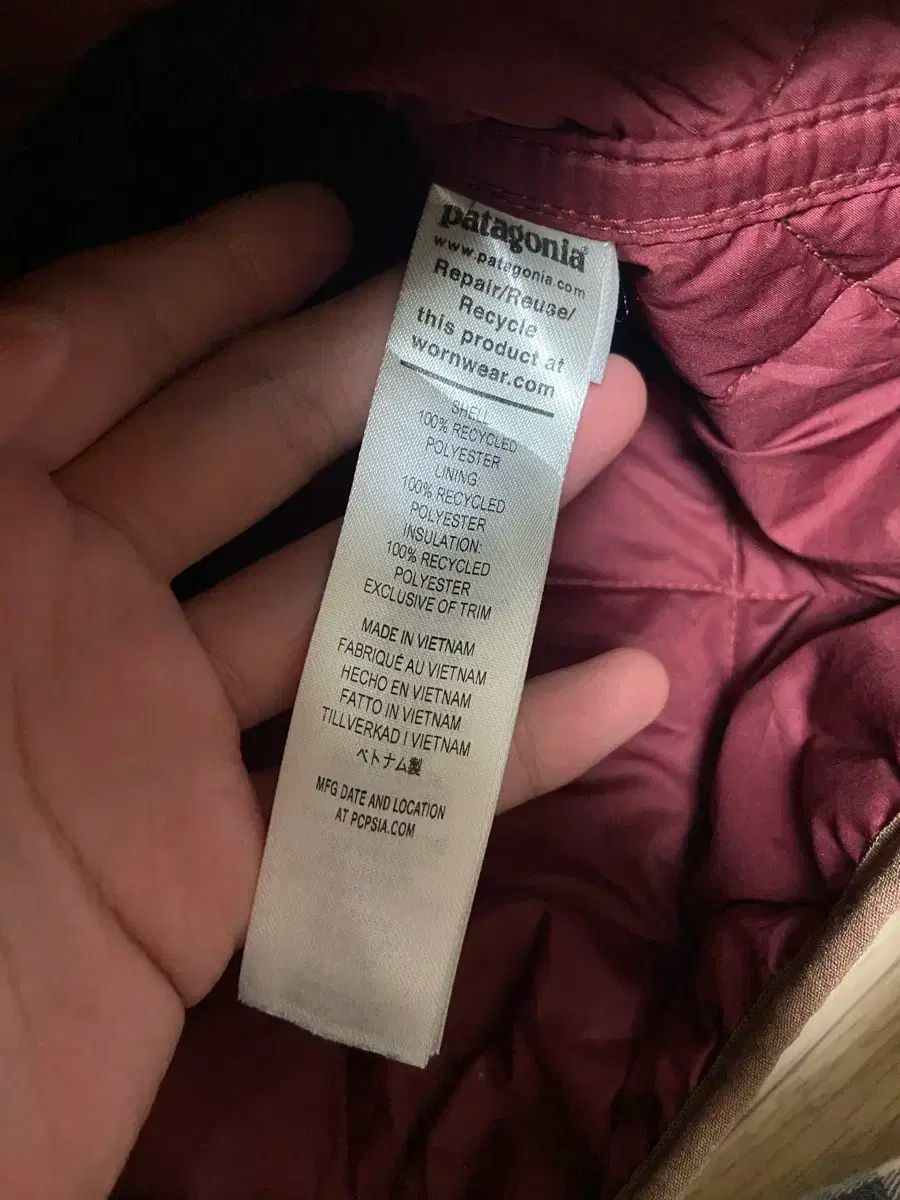 patagonia®
www.patagonia.com
Repair/Reuse/
Recycle
this product at
wornwear.com
SHELL:
100% RECYCLED
POLYESTER
LINING:
100% RECYCLED
POLYESTER
INSULATION:
100% RECYCLED
POLYESTER
EXCLUSIVE OF TRIM
MADE IN VIETNAM
FABRIQUÉ AU VIETNAM
HECHO EN VIETNAM
FATTO IN VIETNAM
TILLVERKAD I VIETNAM
ベトナム製
MFG DATE AND LOCATION
AT PCPSIA.COM